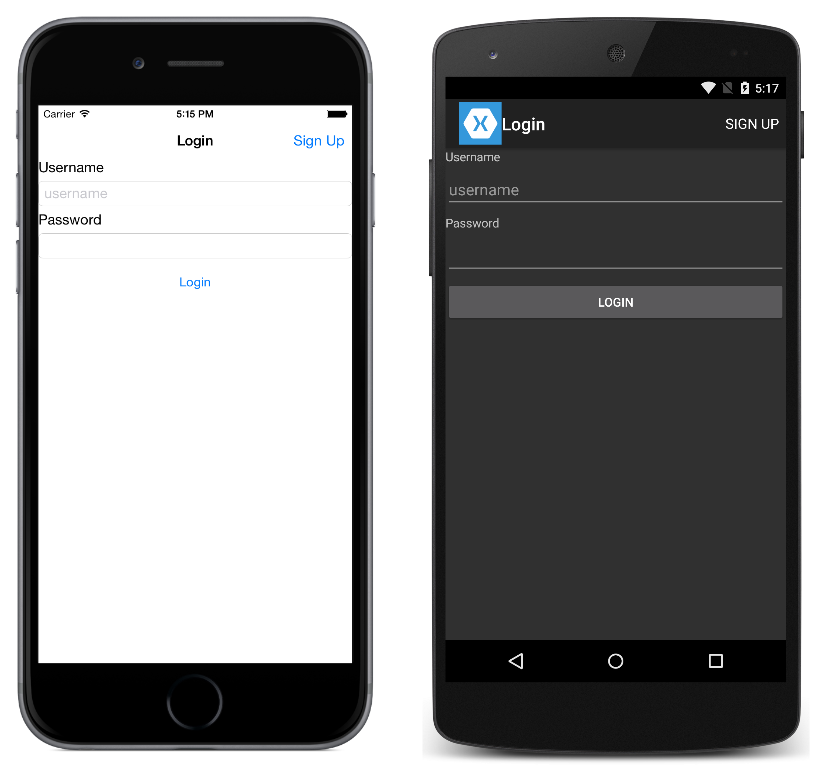 Carrier 5:15 PM
Login Sign Up
Username
username
Password
Login
5:17
Login SIGN UP
Username
username
Password
LOGIN